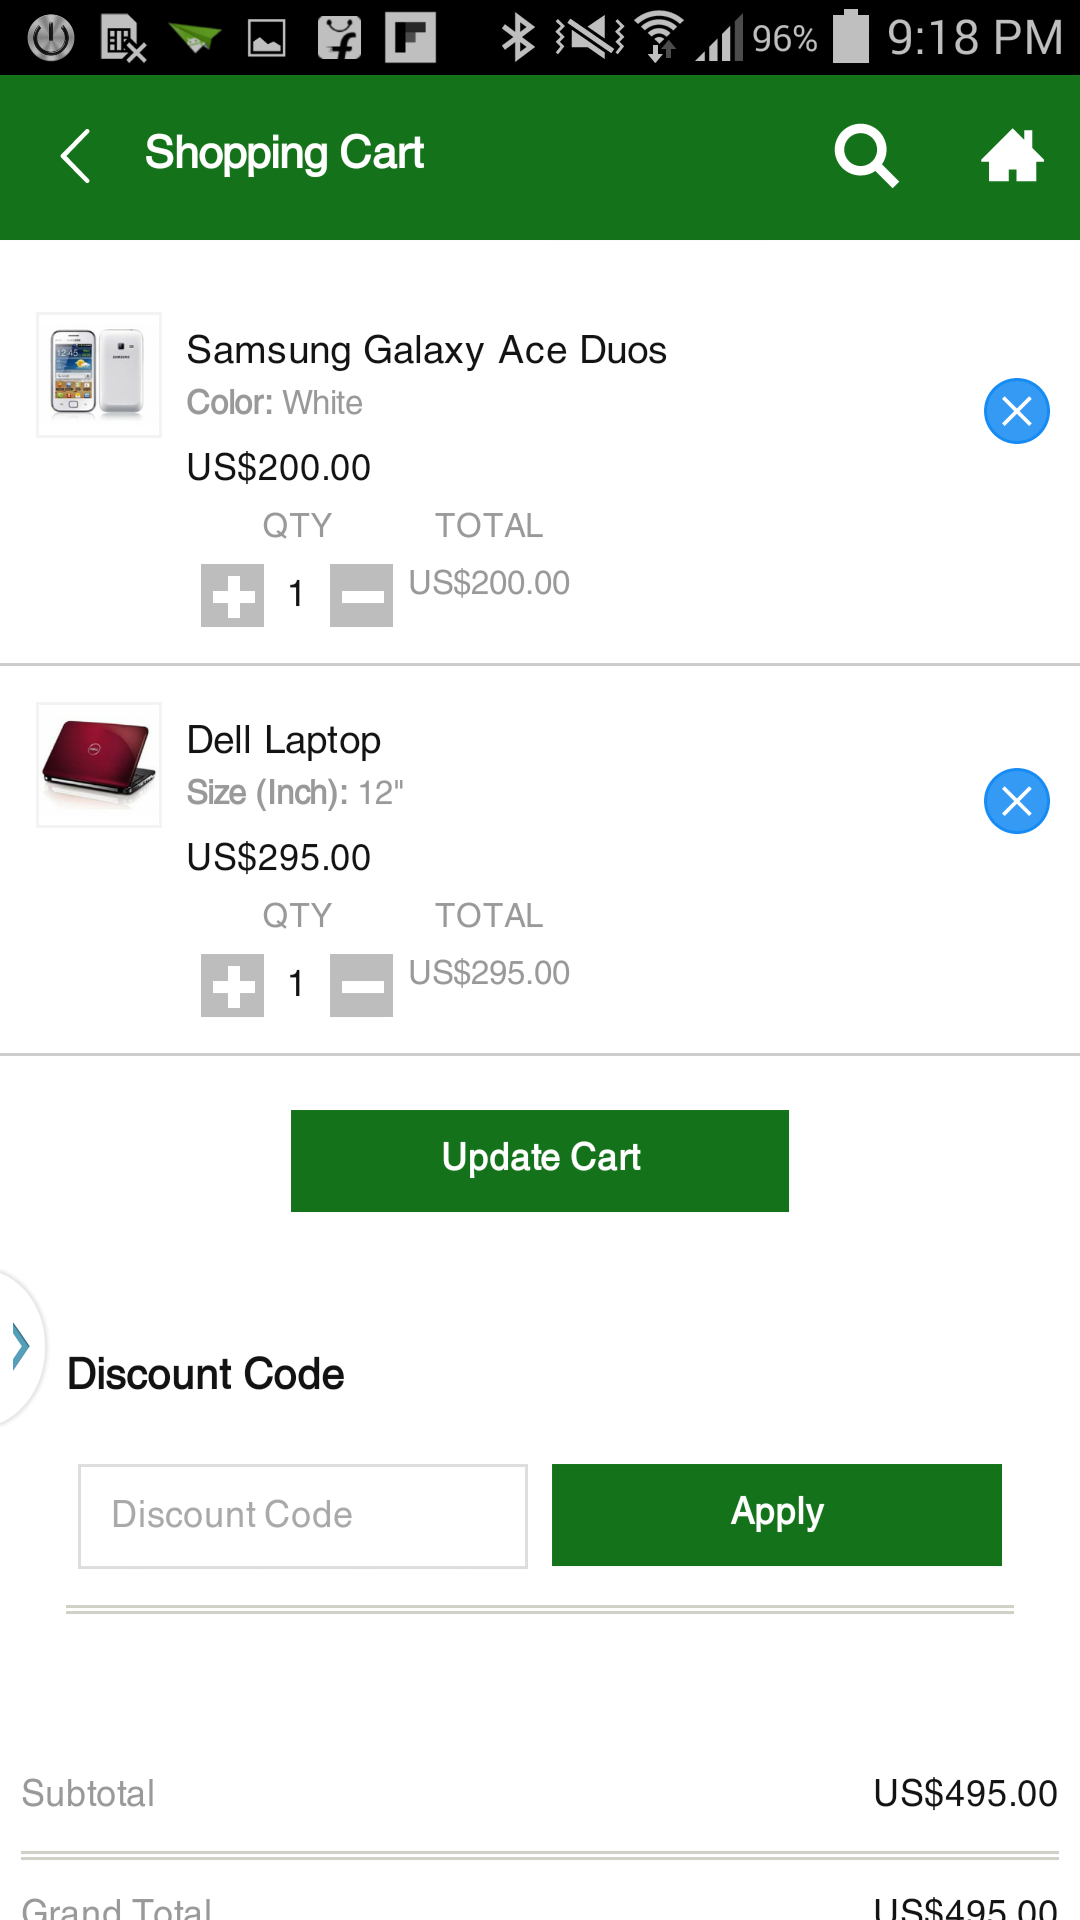 96% 9:18 PM
Shopping Cart
Samsung Galaxy Ace Duos
Color: White
US$200.00
QTY TOTAL
1 US$200.00
Dell Laptop
Size (Inch): 12"
US$295.00
QTY TOTAL
1 US$295.00
Update Cart
Discount Code
Discount Code Apply
Subtotal US$495.00
Grand Total US$495.00